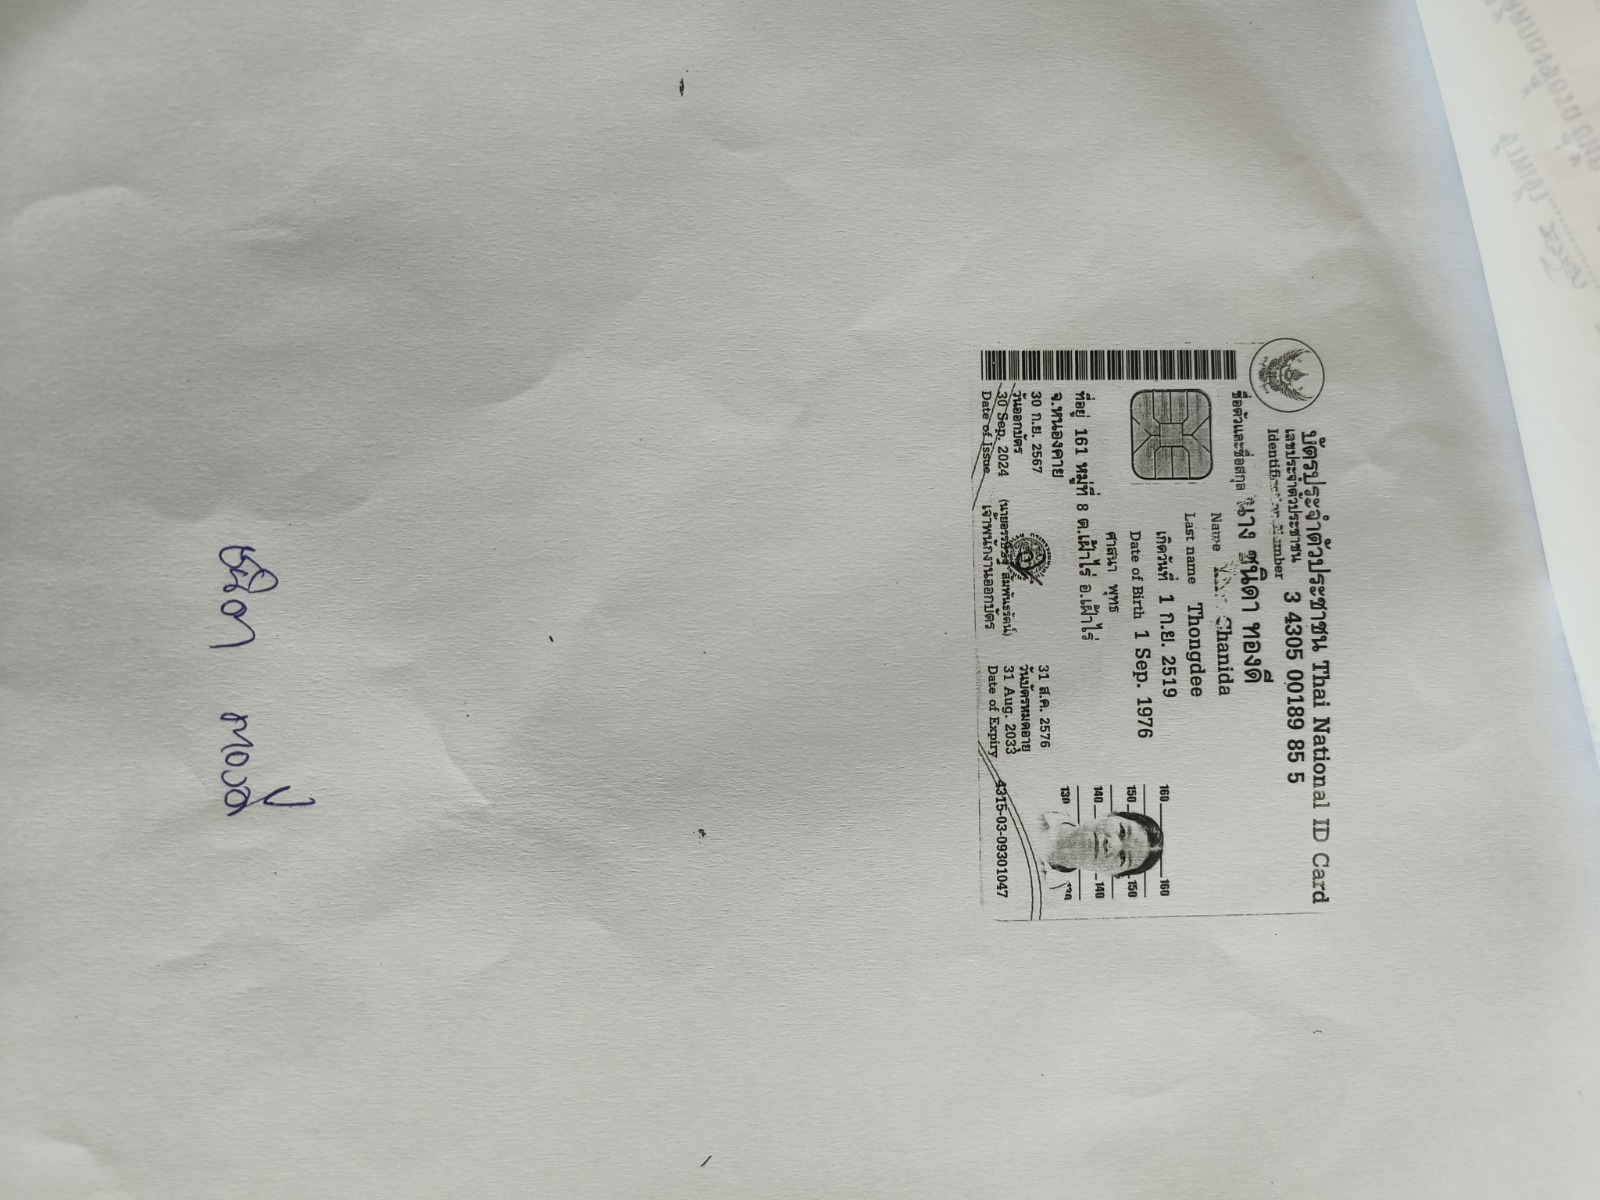 บัตรประจำตัวประชาชน Thai National ID Card
เลขประจำตัวประชาชน 3 4305 00189 85 5
Identification Number
ชื่อตัวและชื่อสกุล นาง ชนิดา ทองดี
Name Chanida
Last name Thongdee
เกิดวันที่ 1 ก.ย. 2519
Date of Birth 1 Sep. 1976
ศาสนา พุทธ
ที่อยู่ 161 หมู่ที่ 8 ต.เฝ้าไร่ อ.เฝ้าไร่
จ.หนองคาย
30 ก.ย. 2567
วันออกบัตร
30 Sep. 2024
Date of Issue
เจ้าพนักงานออกบัตร
31 ส.ค. 2576
วันบัตรหมดอายุ
31 Aug. 2033
Date of Expiry
160 160
150 150
140 140
130
4315-03-09301047
ชนิดา ทองดี